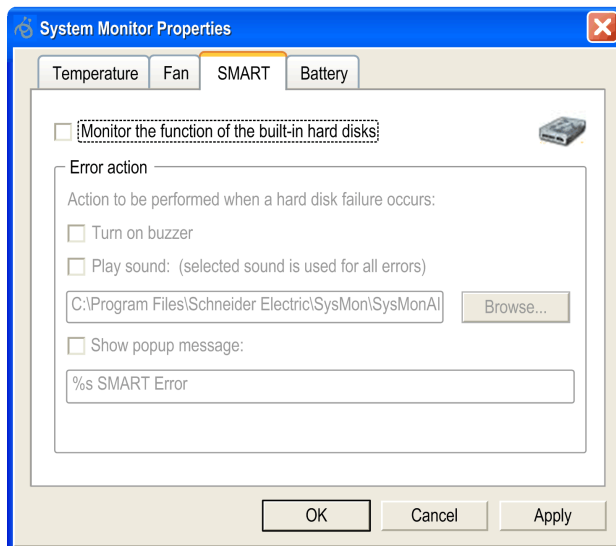 System Monitor Properties
Temperature Fan SMART Battery
Monitor the function of the built-in hard disks
Error action
Action to be performed when a hard disk failure occurs:
Turn on buzzer
Play sound: (selected sound is used for all errors)
C:\Program Files\Schneider Electric\SysMon\SysMonAl Browse...
Show popup message:
%s SMART Error
OK Cancel Apply